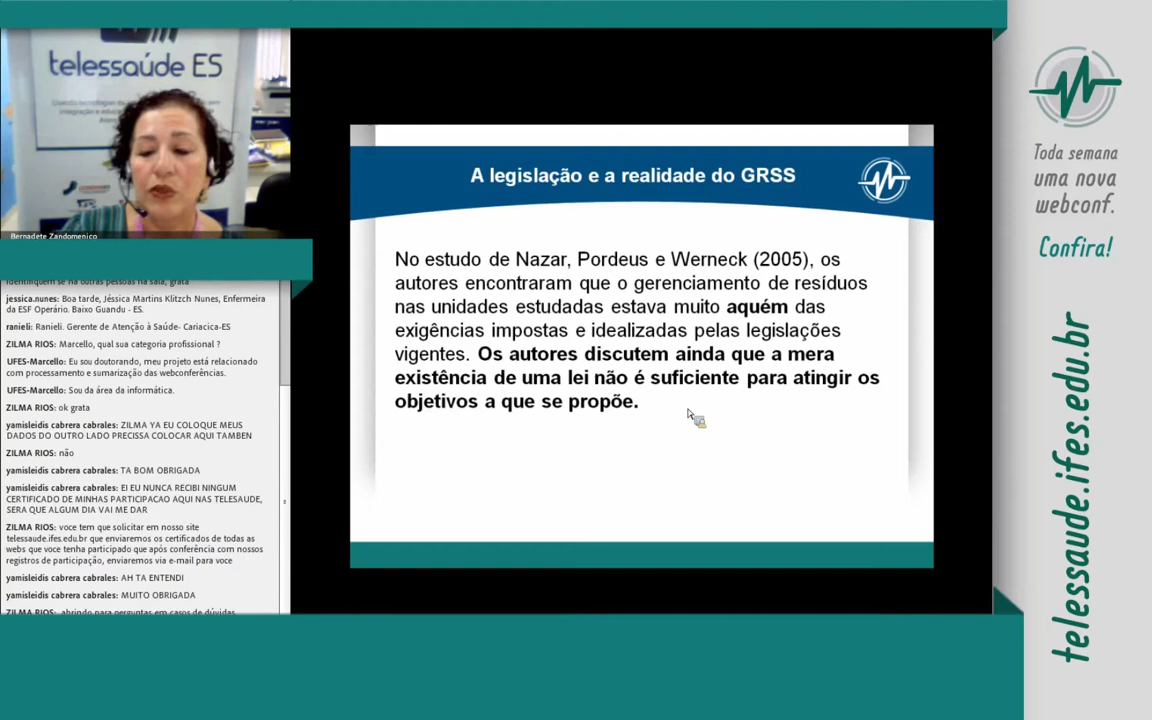 telessaúde ES
Bernadete Zandomenico
identifiquem se há outras pessoas na sala, grata
jessica.nunes: Boa tarde, Jéssica Martins Klitzch Nunes, Enfermeira
da ESF Operário. Baixo Guandu - ES.
ranieli: Ranieli. Gerente de Atenção à Saúde- Cariacica-ES
ZILMA RIOS: Marcello, qual sua categoria profissional ?
UFES-Marcello: Eu sou doutorando, meu projeto está relacionado
com processamento e sumarização das webconferências.
UFES-Marcello: Sou da área da informática.
ZILMA RIOS: ok grata
yamisleidis cabrera cabrales: ZILMA YA EU COLOQUE MEUS
DADOS DO OUTRO LADO PRECISSA COLOCAR AQUI TAMBEN
ZILMA RIOS: não
yamisleidis cabrera cabrales: TA BOM OBRIGADA
yamisleidis cabrera cabrales: EI EU NUNCA RECIBI NINGUM
CERTIFICADO DE MINHAS PARTICIPACAO AQUI NAS TELESAUDE,
SERA QUE ALGUM DIA VAI ME DAR
ZILMA RIOS: voce tem que solicitar em nosso site
telessaude.ifes.edu.br que enviaremos os certificados de todas as
webs que voce tenha participado que após conferência com nossos
registros de participação, enviaremos via e-mail para voce
yamisleidis cabrera cabrales: AH TA ENTENDI
yamisleidis cabrera cabrales: MUITO OBRIGADA
ZILMA RIOS: abrindo para perguntas em casos de dúvidas
A legislação e a realidade do GRSS
No estudo de Nazar, Pordeus e Werneck (2005), os
autores encontraram que o gerenciamento de resíduos
nas unidades estudadas estava muito aquém das
exigências impostas e idealizadas pelas legislações
vigentes. Os autores discutem ainda que a mera
existência de uma lei não é suficiente para atingir os
objetivos a que se propõe.
Toda semana
uma nova
webconf.
Confira!
telessaude.ifes.edu.br